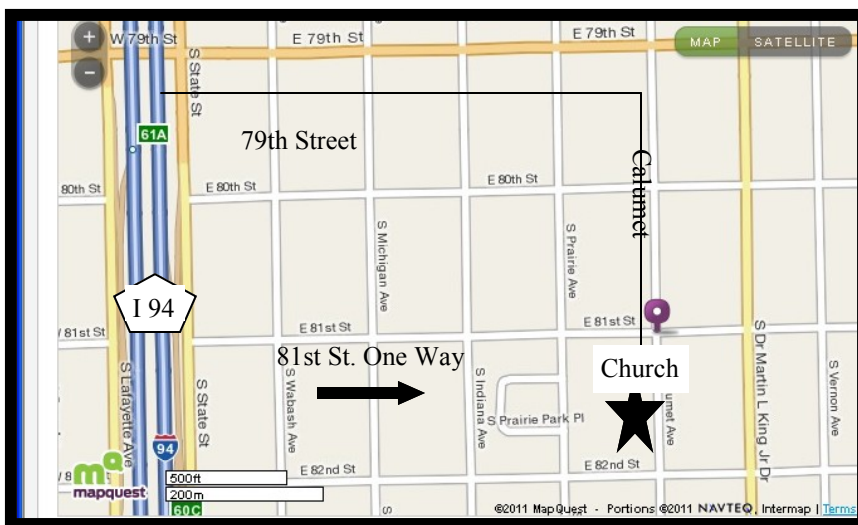 W 79th St
E 79th St
E 79th St
MAP
SATELLITE
+
−
S State St
61A
79th Street
Calumet
80th St
E 80th St
E 80th St
S Michigan Ave
S Prairie Ave
I 94
/ 81st St
E 81st St
E 81st St
81st St. One Way
Church
S Lafayette Ave
S State St
S Wabash Ave
S Indiana Ave
S Prairie Park Pl
umet Ave
S Dr Martin L King Jr Dr
S Vernon Ave
94
E 82nd St
E 82nd St
mq
mapquest
500ft
200m
60C
S
©2011 MapQuest - Portions ©2011 NAVTEQ, Intermap | Terms